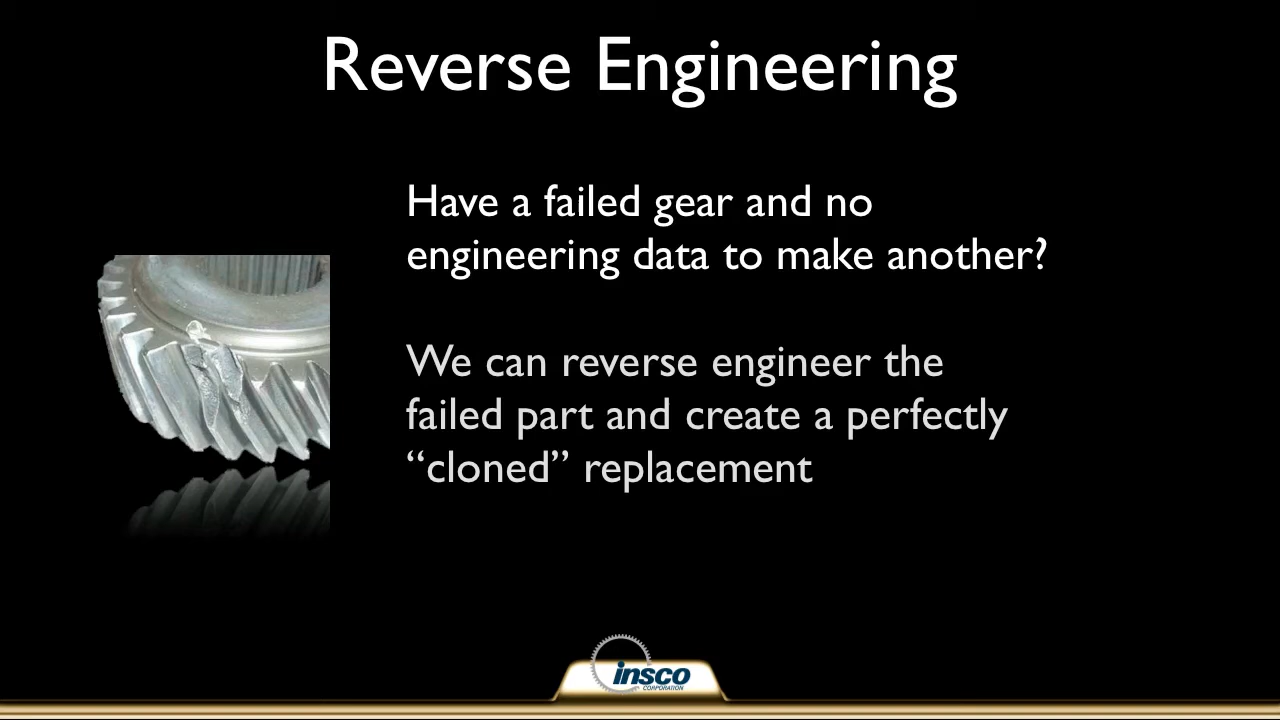 Reverse Engineering
Have a failed gear and no
engineering data to make another?
We can reverse engineer the
failed part and create a perfectly
“cloned” replacement
insco
CORPORATION